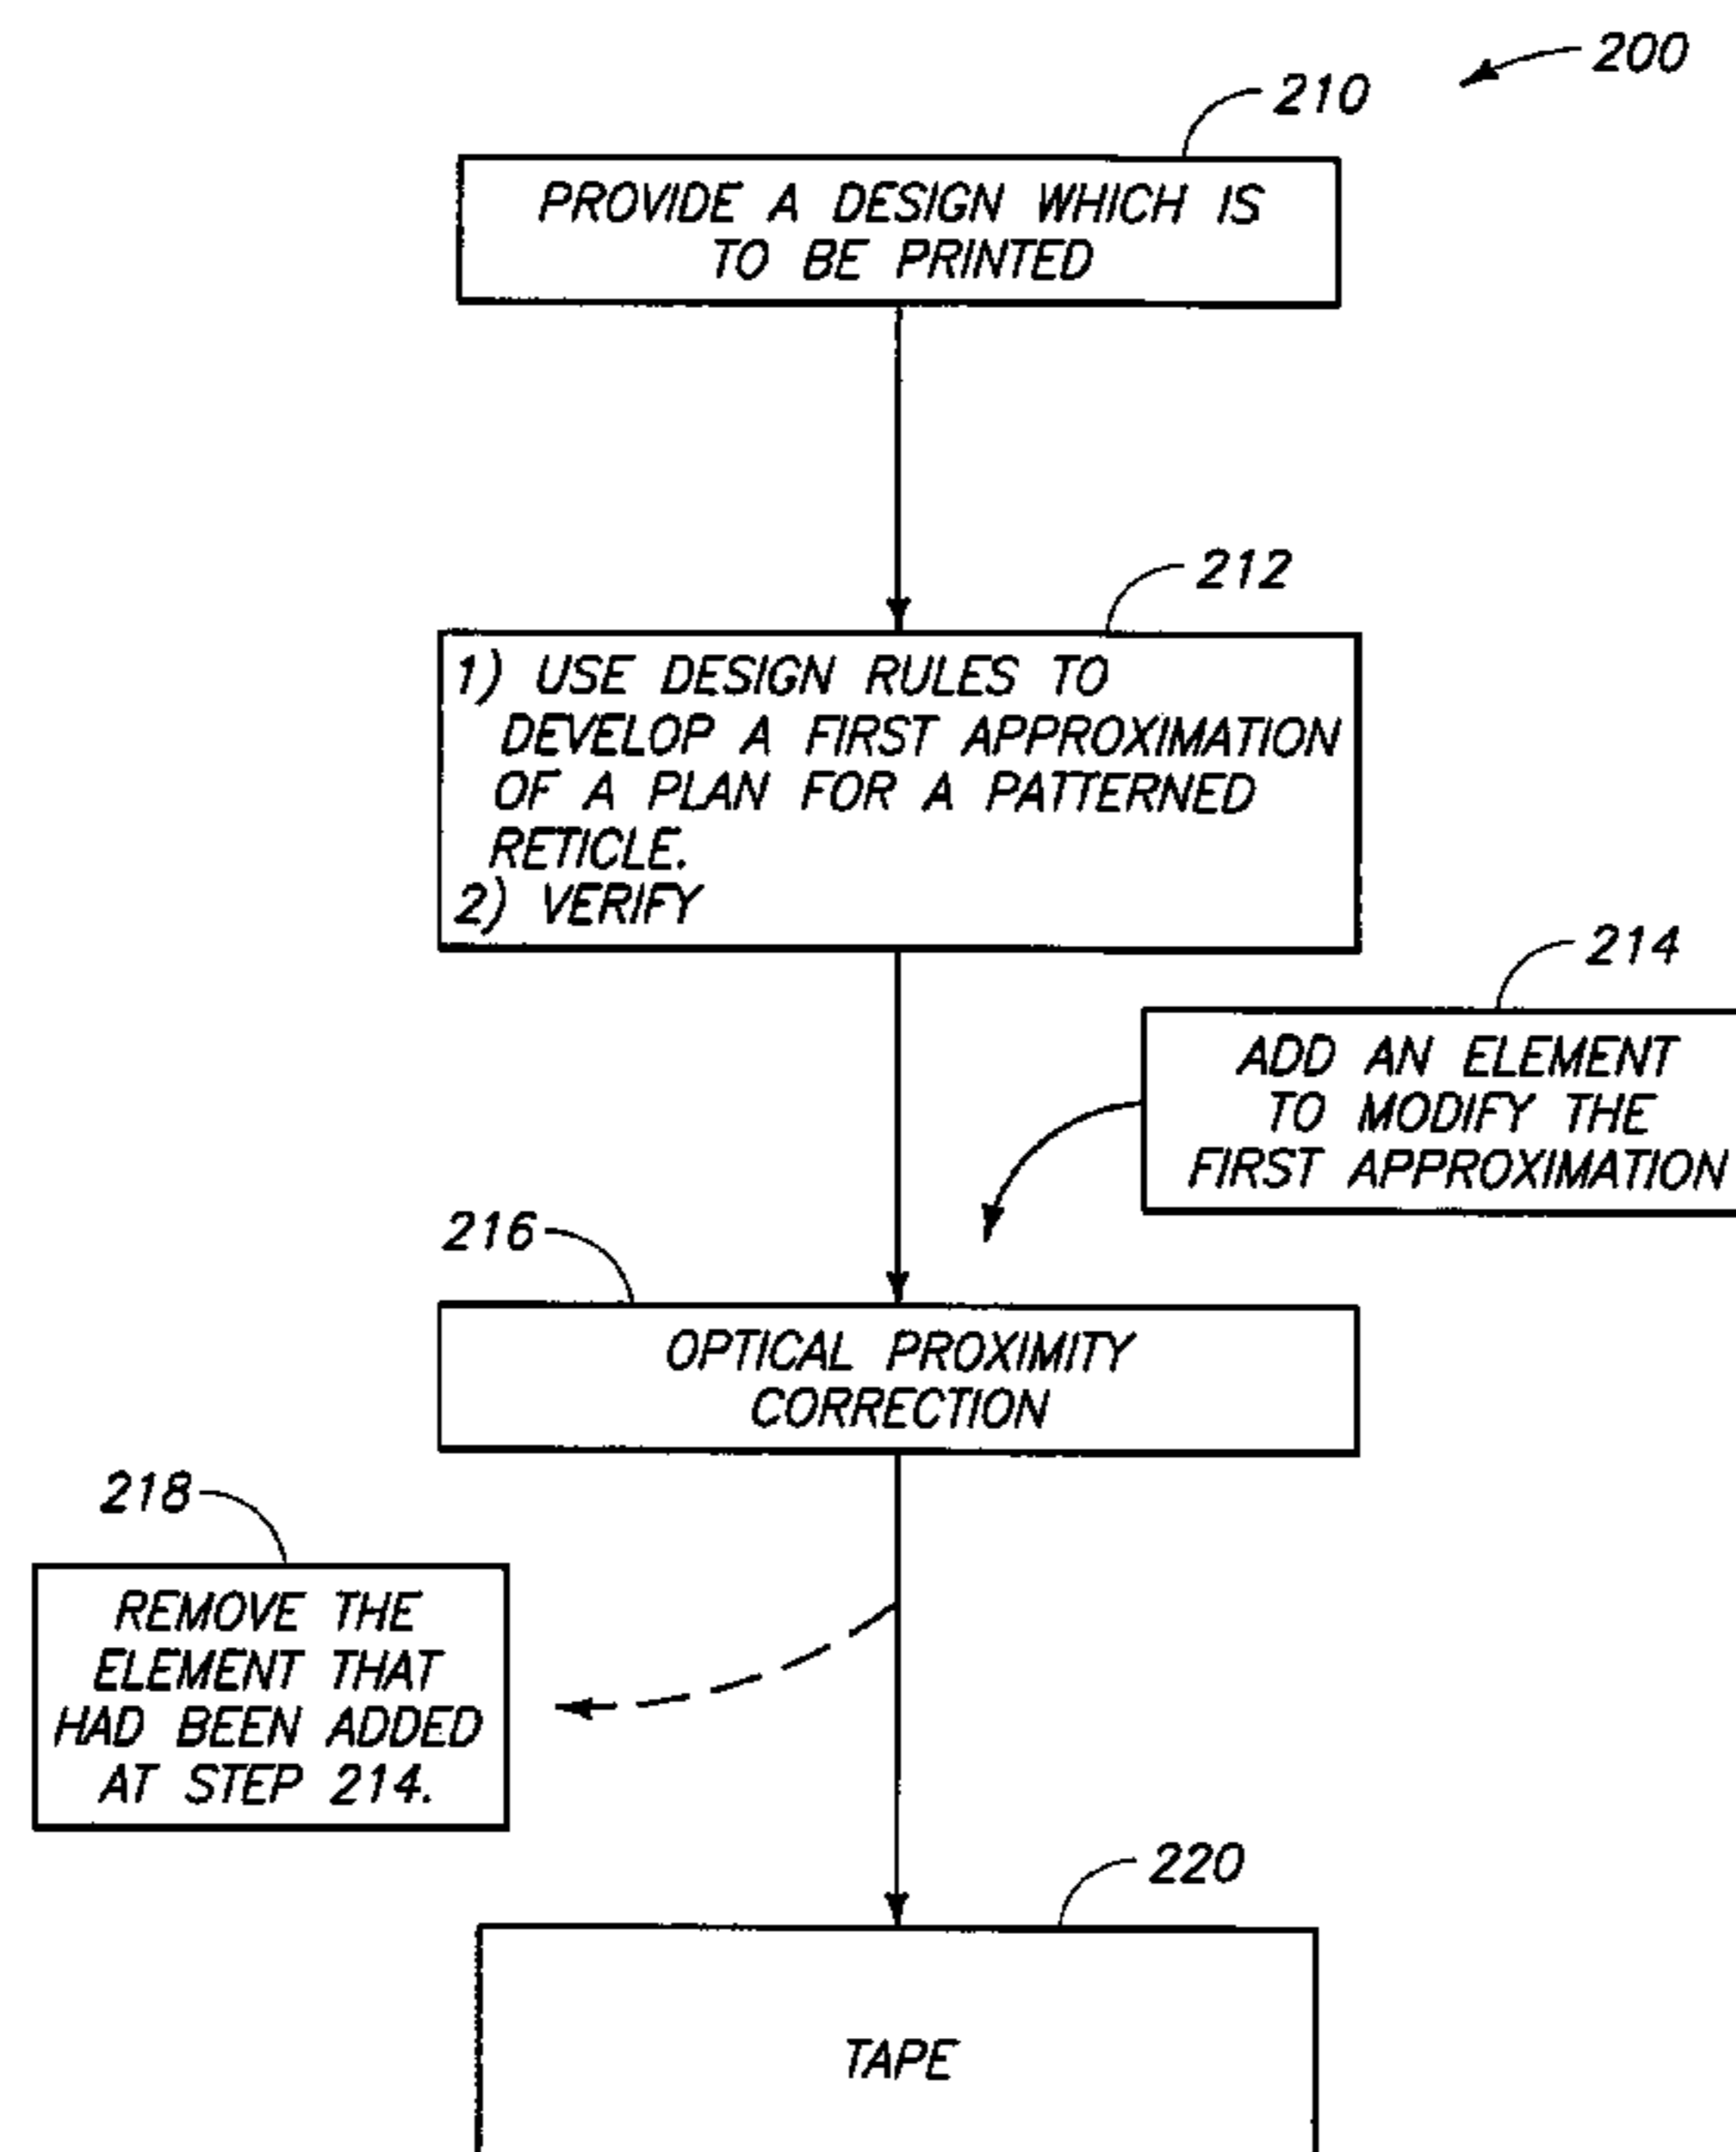 200
210
PROVIDE A DESIGN WHICH IS
TO BE PRINTED
212
1) USE DESIGN RULES TO
DEVELOP A FIRST APPROXIMATION
OF A PLAN FOR A PATTERNED
RETICLE.
2) VERIFY
214
ADD AN ELEMENT
TO MODIFY THE
FIRST APPROXIMATION
216
OPTICAL PROXIMITY
CORRECTION
218
REMOVE THE
ELEMENT THAT
HAD BEEN ADDED
AT STEP 214.
220
TAPE